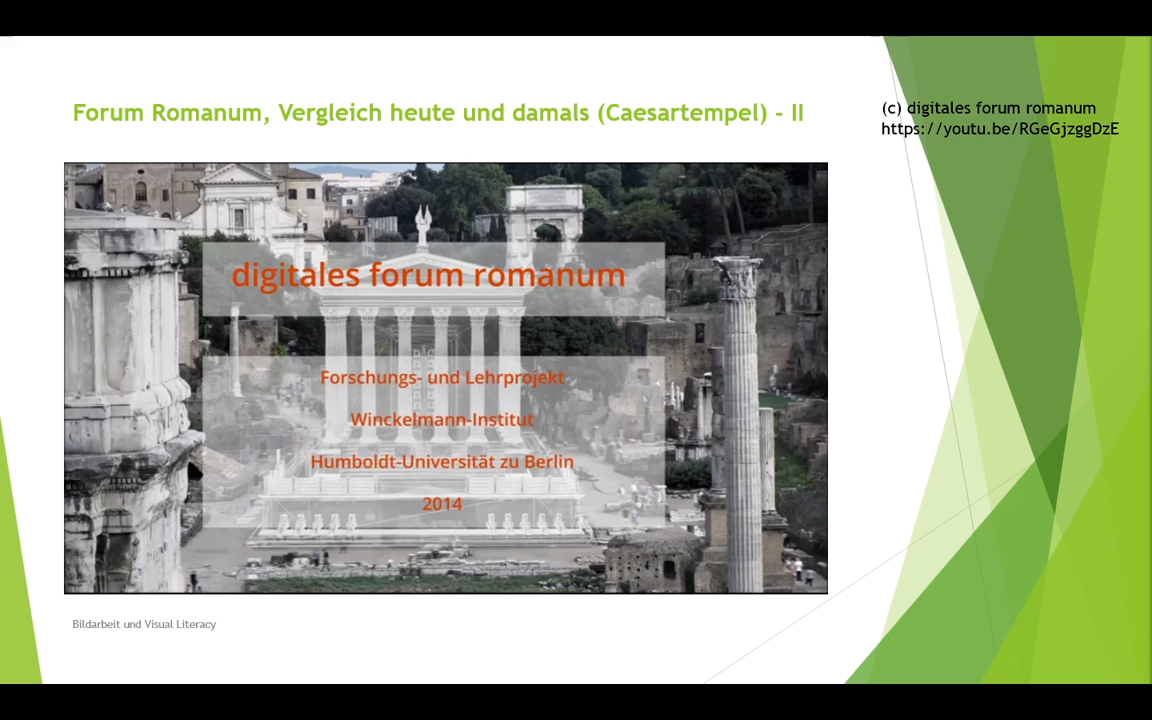 Forum Romanum, Vergleich heute und damals (Caesartempel) - II
(c) digitales forum romanum
https://youtu.be/RGeGjzggDzE
digitales forum romanum
Forschungs- und Lehrprojekt
Winckelmann-Institut
Humboldt-Universität zu Berlin
2014
Bildarbeit und Visual Literacy